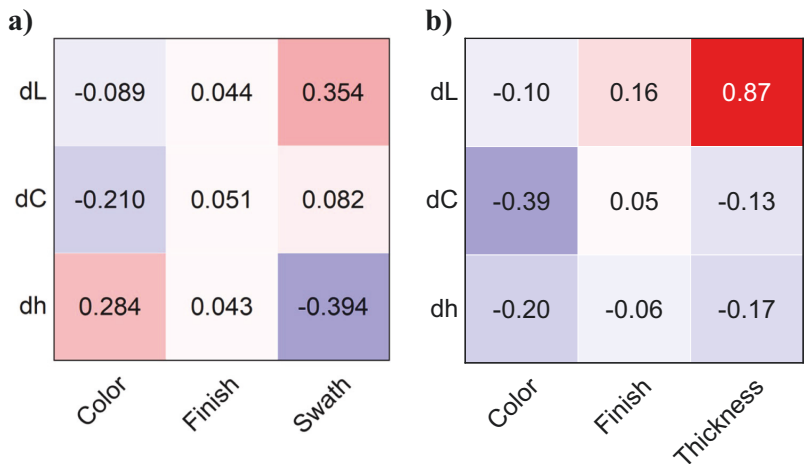 a)
dL -0.089 0.044 0.354
dC -0.210 0.051 0.082
dh 0.284 0.043 -0.394
Color Finish Swath
b)
dL -0.10 0.16 0.87
dC -0.39 0.05 -0.13
dh -0.20 -0.06 -0.17
Color Finish Thickness